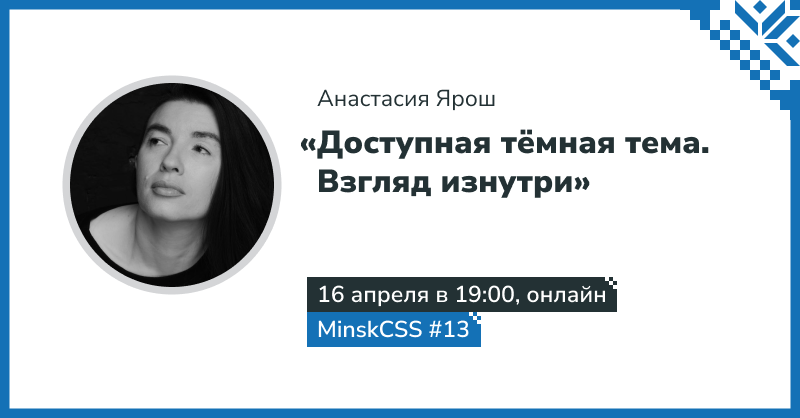 Анастасия Ярош
«Доступная тёмная тема.
Взгляд изнутри»
16 апреля в 19:00, онлайн
MinskCSS #13